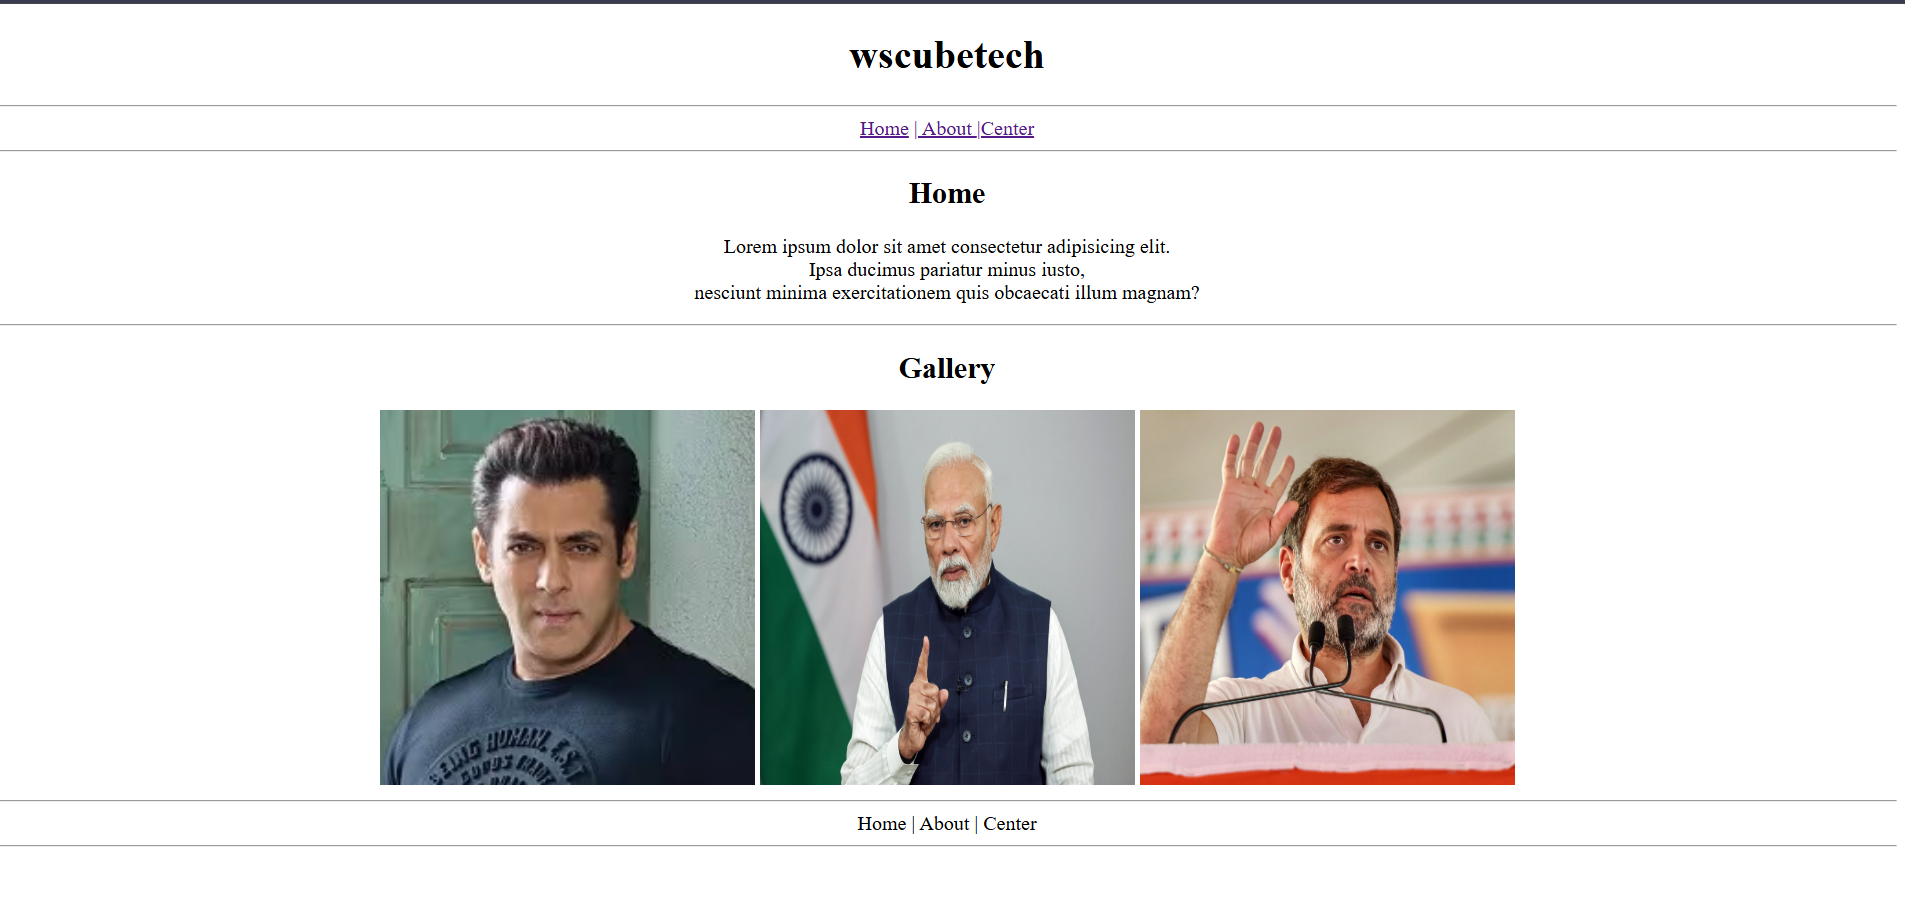 wscubetech
Home | About |Center
Home
Lorem ipsum dolor sit amet consectetur adipisicing elit.
Ipsa ducimus pariatur minus iusto,
nesciunt minima exercitationem quis obcaecati illum magnam?
Gallery
BEING HUMAN. EST
Home | About | Center